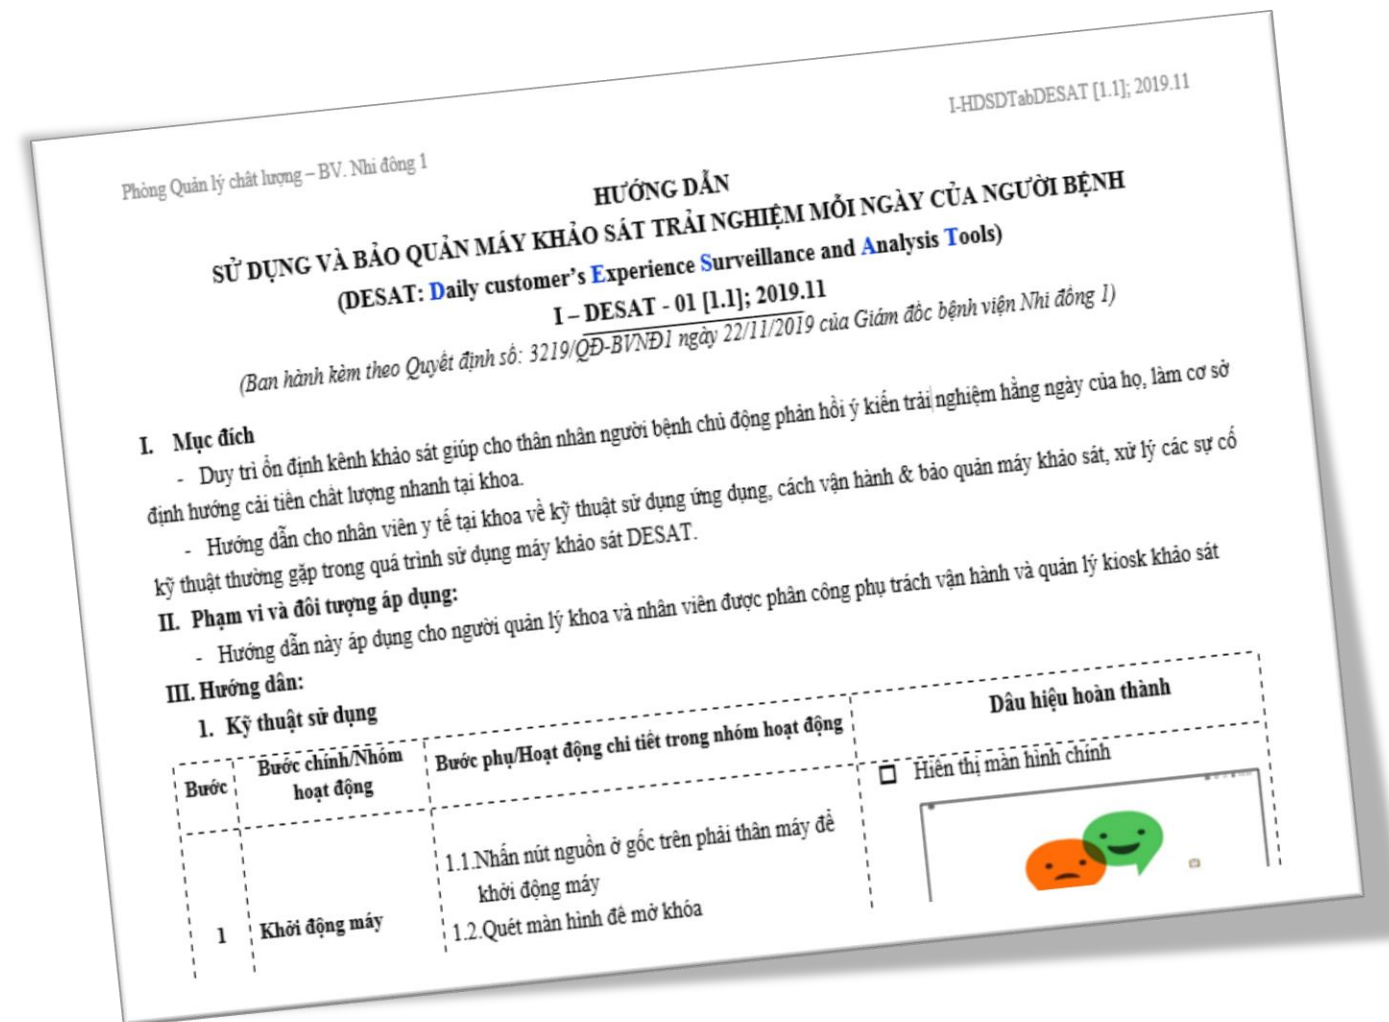 Phòng Quản lý chất lượng – BV. Nhi đồng 1
I-HDSDTabDESAT [1.1]; 2019.11
HƯỚNG DẪN
SỬ DỤNG VÀ BẢO QUẢN MÁY KHẢO SÁT TRẢI NGHIỆM MỖI NGÀY CỦA NGƯỜI BỆNH
(DESAT: Daily customer’s Experience Surveillance and Analysis Tools)
I – DESAT - 01 [1.1]; 2019.11
(Ban hành kèm theo Quyết định số: 3219/QĐ-BVNĐ1 ngày 22/11/2019 của Giám đốc bệnh viện Nhi đồng 1)
I. Mục đích
- Duy trì ổn định kênh khảo sát giúp cho thân nhân người bệnh chủ động phản hồi ý kiến trải nghiệm hằng ngày của họ, làm cơ sở
định hướng cải tiến chất lượng nhanh tại khoa.
- Hướng dẫn cho nhân viên y tế tại khoa về kỹ thuật sử dụng ứng dụng, cách vận hành & bảo quản máy khảo sát, xử lý các sự cố
kỹ thuật thường gặp trong quá trình sử dụng máy khảo sát DESAT.
II. Phạm vi và đối tượng áp dụng:
- Hướng dẫn này áp dụng cho người quản lý khoa và nhân viên được phân công phụ trách vận hành và quản lý kiosk khảo sát
III. Hướng dẫn:
1. Kỹ thuật sử dụng
Bước
Bước chính/Nhóm
hoạt động
Bước phụ/Hoạt động chi tiết trong nhóm hoạt động
Dấu hiệu hoàn thành
1
Khởi động máy
1.1.Nhấn nút nguồn ở gốc trên phải thân máy để
khởi động máy
1.2.Quét màn hình để mở khóa
Hiển thị màn hình chính